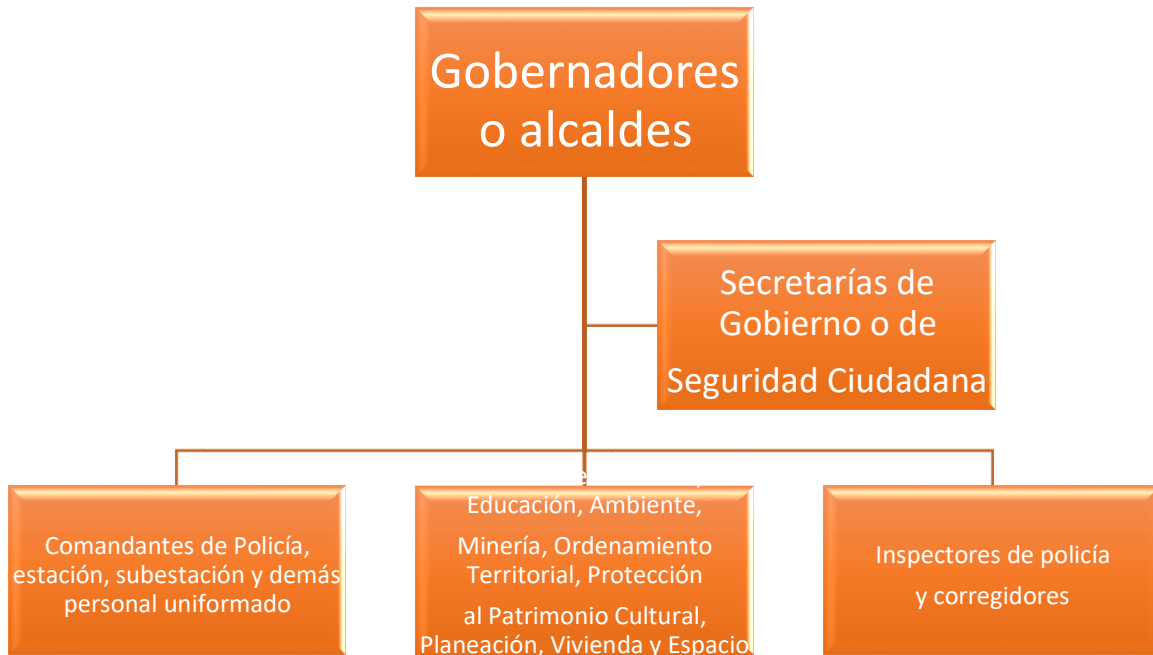 Gobernadores
o alcaldes
Secretarías de
Gobierno o de
Seguridad Ciudadana
Comandantes de Policía,
estación, subestación y demás
personal uniformado
Educación, Ambiente,
Minería, Ordenamiento
Territorial, Protección
al Patrimonio Cultural,
Planeación, Vivienda y Espacio
Inspectores de policía
y corregidores